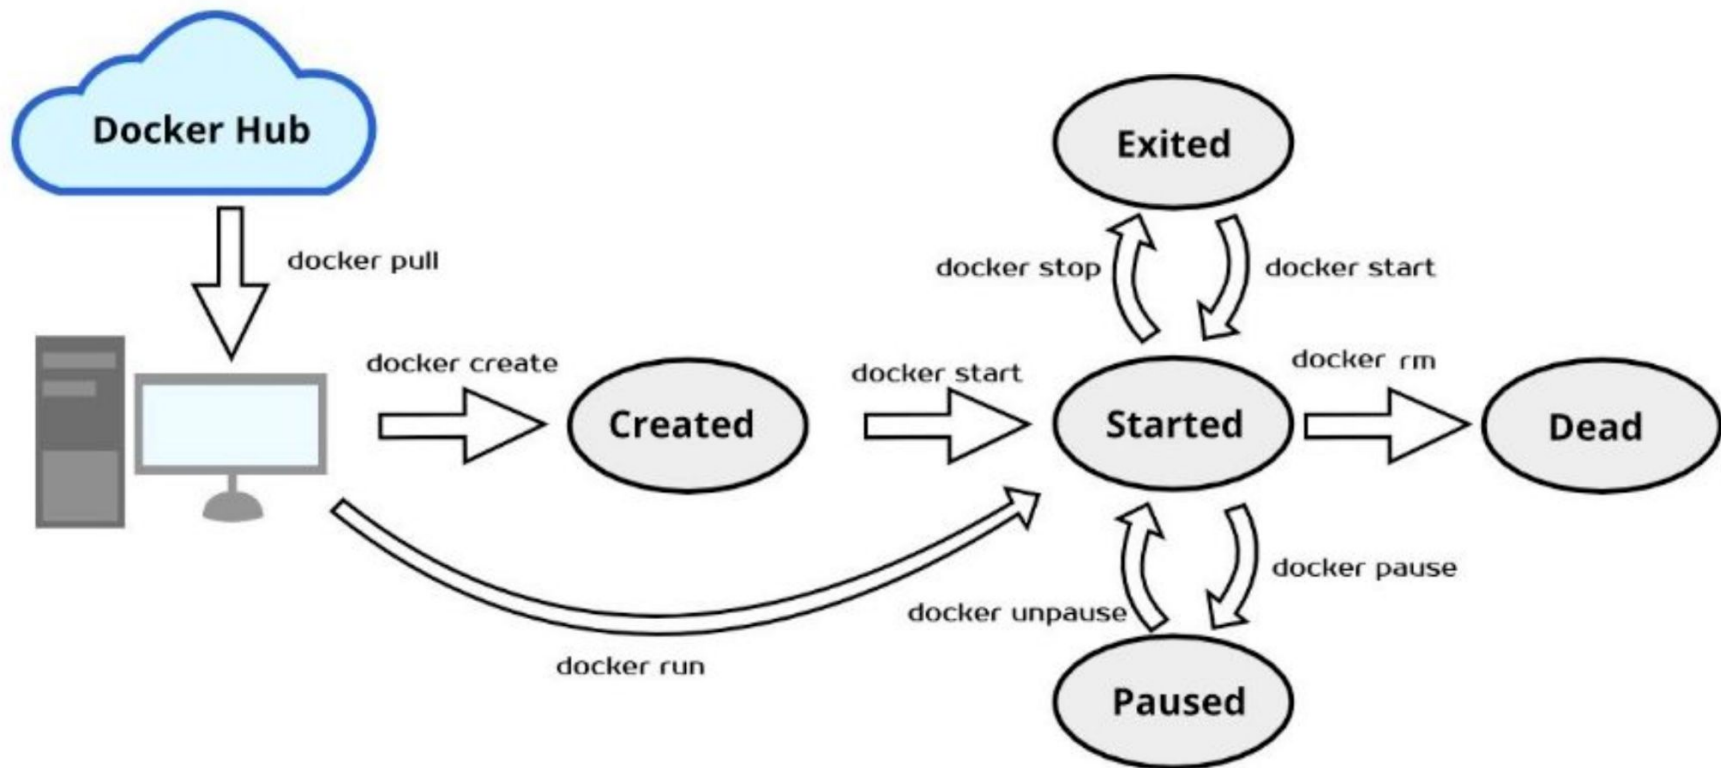 Docker Hub
docker pull
Exited
docker stop
docker start
docker create
Created
docker start
Started
docker rm
Dead
docker run
docker unpause
docker pause
Paused